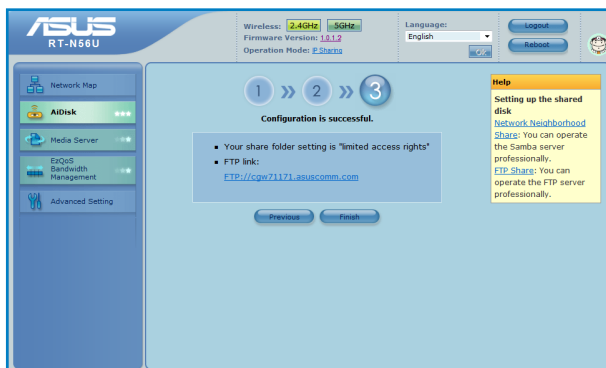 ASUS
RT-N56U
Wireless: 2.4GHz 5GHz
Firmware Version: 1.0.1.2
Operation Mode: IP Sharing
Language:
English
OK
Logout
Reboot
Network Map
AiDisk
Media Server
EzQoS
Bandwidth
Management
Advanced Setting
1 » 2 » 3
Configuration is successful.
Your share folder setting is "limited access rights"
FTP link:
FTP://cgw71171.asuscomm.com
Previous
Finish
Help
Setting up the shared
disk
Network Neighborhood
Share: You can operate
the Samba server
professionally.
FTP Share: You can
operate the FTP server
professionally.